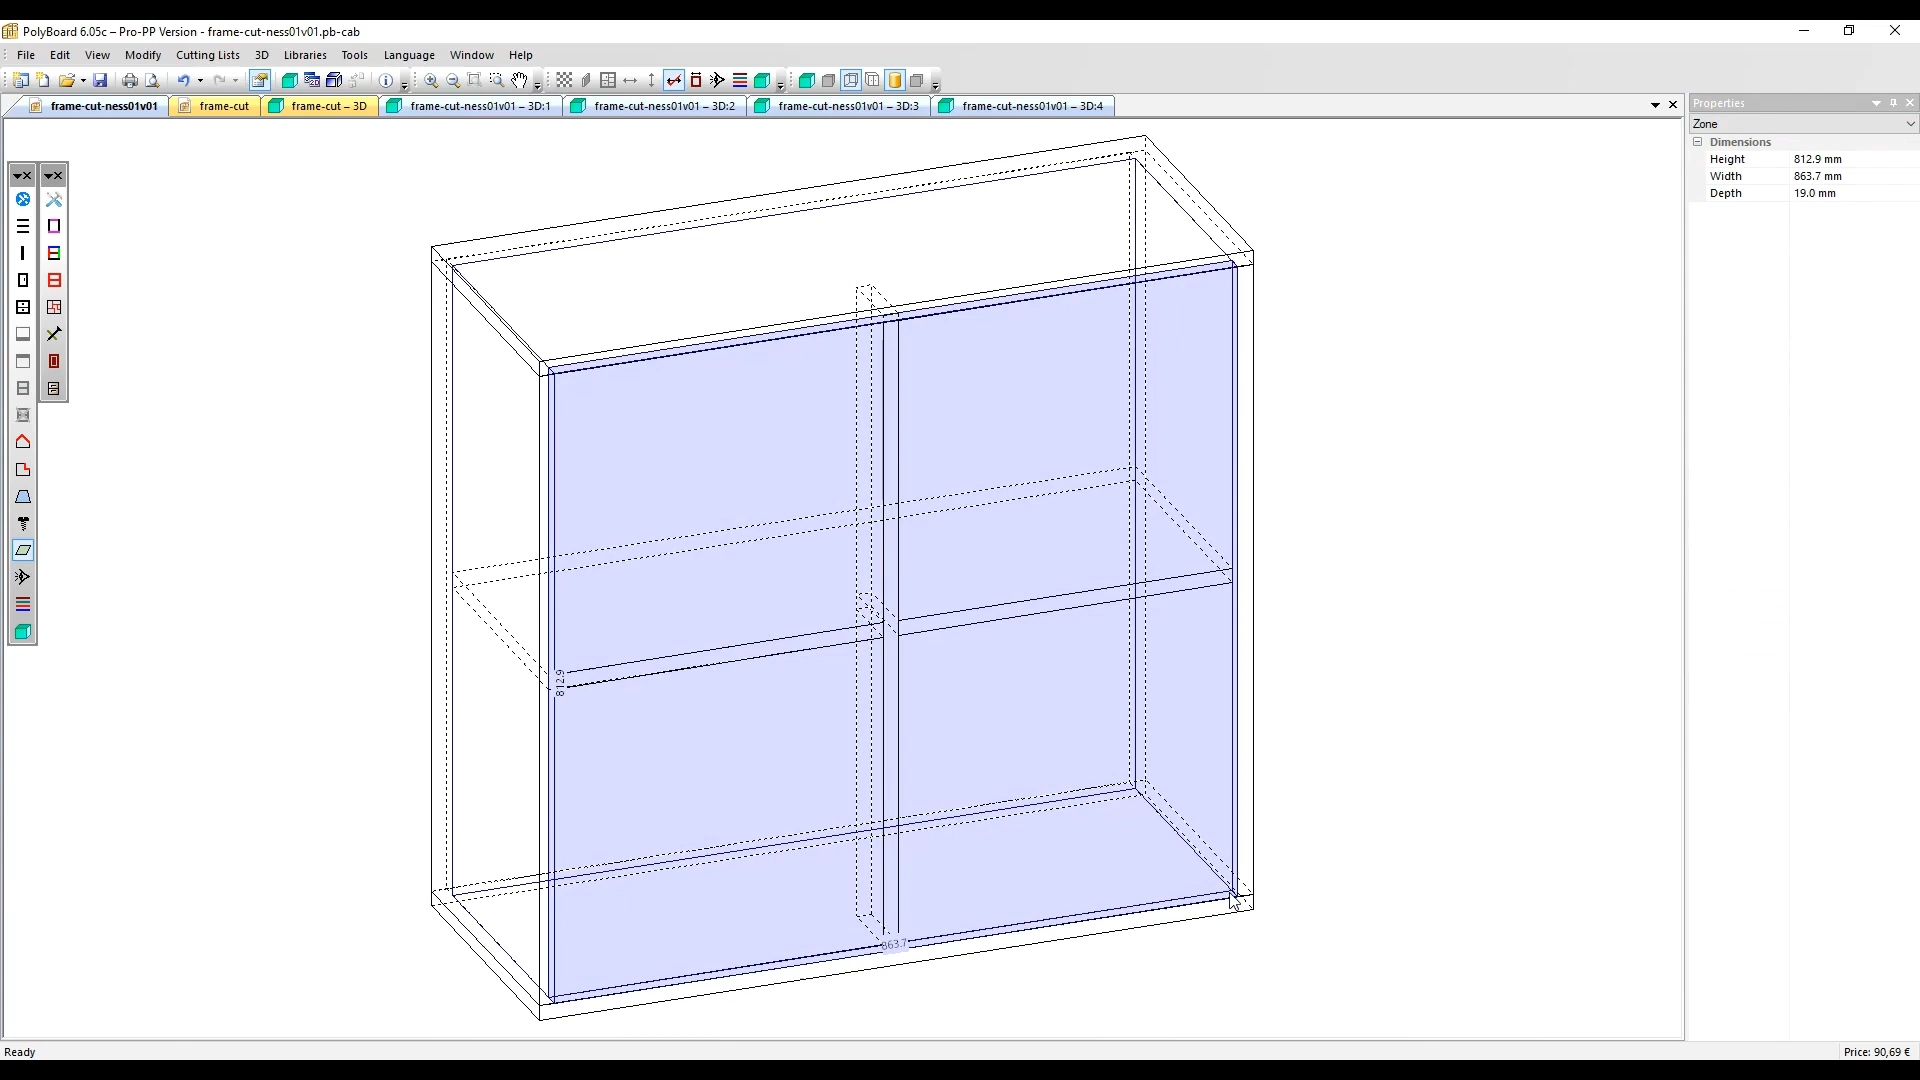 PolyBoard 6.05c – Pro-PP Version - frame-cut-ness01v01.pb-cab
File Edit View Modify Cutting Lists 3D Libraries Tools Language Window Help
frame-cut-ness01v01 frame-cut frame-cut – 3D frame-cut-ness01v01 – 3D:1 frame-cut-ness01v01 – 3D:2 frame-cut-ness01v01 – 3D:3 frame-cut-ness01v01 – 3D:4
Properties
Zone
Dimensions
Height 812.9 mm
Width 863.7 mm
Depth 19.0 mm
812.9
863.7
Ready
Price: 90,69 €